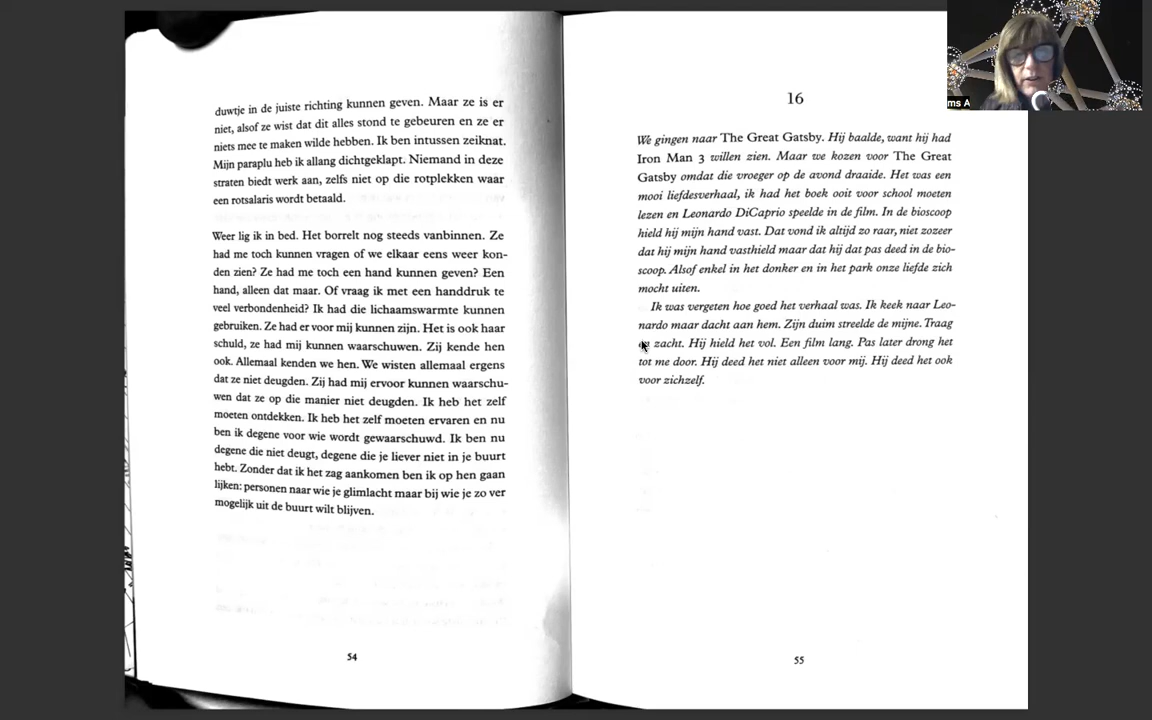 duwtje in de juiste richting kunnen geven. Maar ze is er
niet, alsof ze wist dat dit alles stond te gebeuren en ze er
niets mee te maken wilde hebben. Ik ben intussen zeiknat.
Mijn paraplu heb ik allang dichtgeklapt. Niemand in deze
straten biedt werk aan, zelfs niet op die rotplekken waar
een rotsalaris wordt betaald.
Weer lig ik in bed. Het borrelt nog steeds vanbinnen. Ze
had me toch kunnen vragen of we elkaar eens weer kon-
den zien? Ze had me toch een hand kunnen geven? Een
hand, alleen dat maar. Of vraag ik met een handdruk te
veel verbondenheid? Ik had die lichaamswarmte kunnen
gebruiken. Ze had er voor mij kunnen zijn. Het is ook haar
schuld, ze had mij kunnen waarschuwen. Zij kende hen
ook. Allemaal kenden we hen. We wisten allemaal ergens
dat ze niet deugden. Zij had mij ervoor kunnen waarschu-
wen dat ze op die manier niet deugden. Ik heb het zelf
moeten ontdekken. Ik heb het zelf moeten ervaren en nu
ben ik degene voor wie wordt gewaarschuwd. Ik ben nu
degene die niet deugt, degene die je liever niet in je buurt
hebt. Zonder dat ik het zag aankomen ben ik op hen gaan
lijken: personen naar wie je glimlacht maar bij wie je zo ver
mogelijk uit de buurt wilt blijven.
54
16
We gingen naar The Great Gatsby. Hij baalde, want hij had
Iron Man 3 willen zien. Maar we kozen voor The Great
Gatsby omdat die vroeger op de avond draaide. Het was een
mooi liefdesverhaal, ik had het boek ooit voor school moeten
lezen en Leonardo DiCaprio speelde in de film. In de bioscoop
hield hij mijn hand vast. Dat vond ik altijd zo raar, niet zozeer
dat hij mijn hand vasthield maar dat hij dat pas deed in de bio-
scoop. Alsof enkel in het donker en in het park onze liefde zich
mocht uiten.
Ik was vergeten hoe goed het verhaal was. Ik keek naar Leo-
nardo maar dacht aan hem. Zijn duim streelde de mijne. Traag
zacht. Hij hield het vol. Een film lang. Pas later drong het
tot me door. Hij deed het niet alleen voor mij. Hij deed het ook
voor zichzelf.
55
ms A